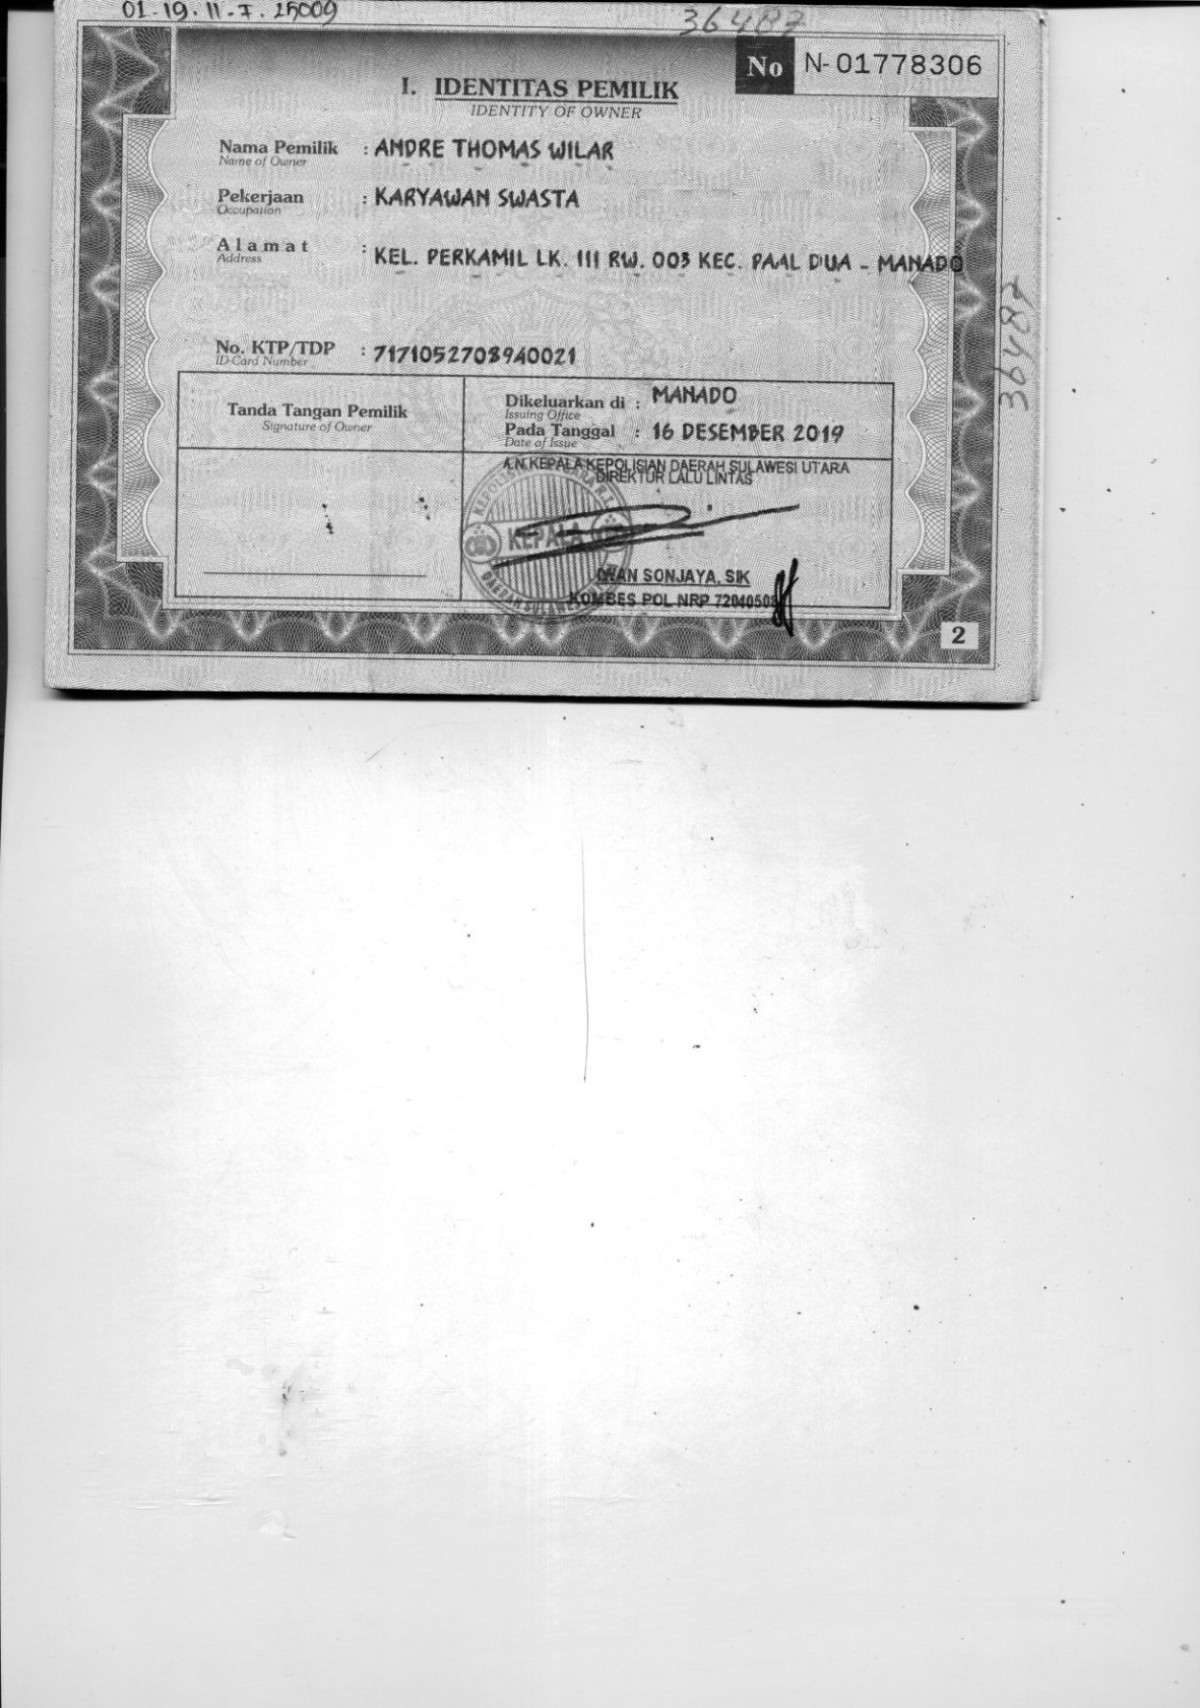 01-19.11-I.25009
36487
No N-01778306
I. IDENTITAS PEMILIK
IDENTITY OF OWNER
Nama Pemilik : ANDRE THOMAS WILAR
Name of Owner
Pekerjaan : KARYAWAN SWASTA
Occupation
Alamat : KEL. PERKAMIL LK. III RW. 003 KEC. PAAL DUA - MANADO
Address
36487
No. KTP/TDP : 7171052708940021
ID Card Number
Tanda Tangan Pemilik
Signature of Owner
Dikeluarkan di : MANADO
Issuing Office
Pada Tanggal : 16 DESEMBER 2019
Date of Issue
A.N. KEPALA KEPOLISIAN DAERAH SULAWESI UTARA
DIREKTUR LALU LINTAS
KEPALA
SONJAYA, SIK
KOMBES POL NRP
2